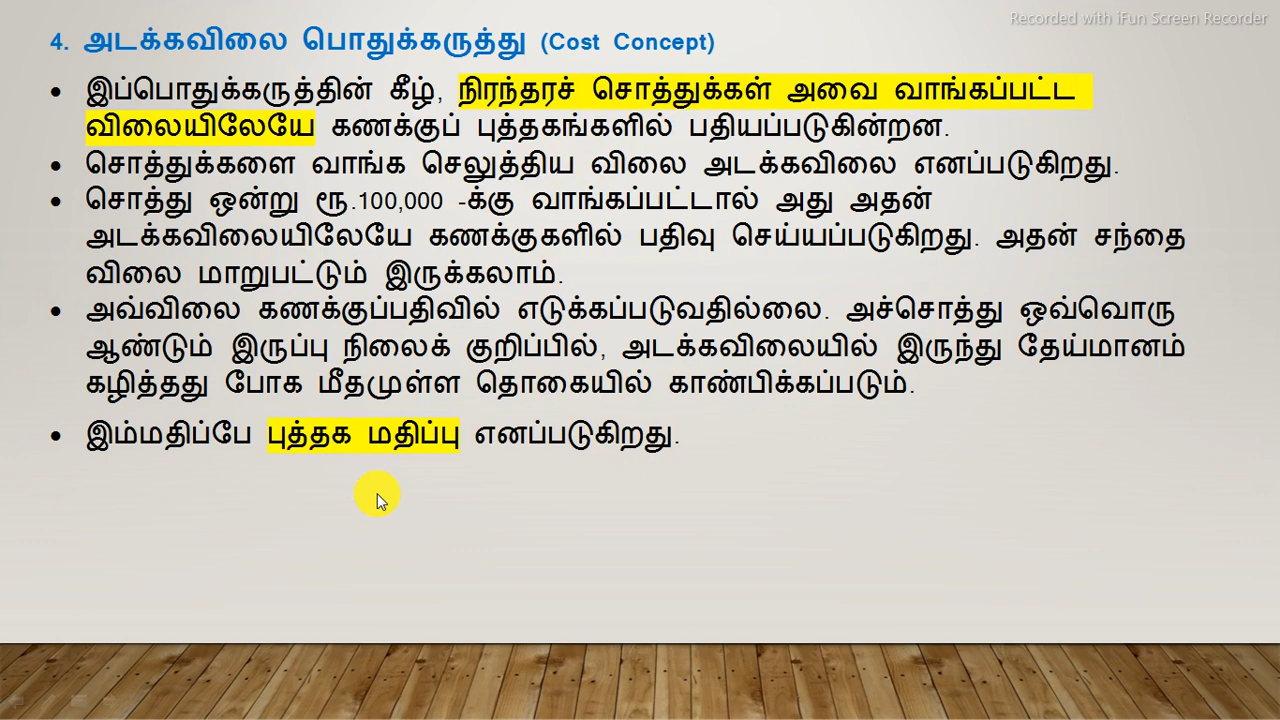 Recorded with iFun Screen Recorder
4. அடக்கவிலை பொதுக்கருத்து (Cost Concept)
• இப்பொதுக்கருத்தின் கீழ், நிரந்தரச் சொத்துக்கள் அவை வாங்கப்பட்ட
விலையிலேயே கணக்குப் புத்தகங்களில் பதியப்படுகின்றன.
• சொத்துக்களை வாங்க செலுத்திய விலை அடக்கவிலை எனப்படுகிறது.
• சொத்து ஒன்று ரூ.100,000 -க்கு வாங்கப்பட்டால் அது அதன்
அடக்கவிலையிலேயே கணக்குகளில் பதிவு செய்யப்படுகிறது. அதன் சந்தை
விலை மாறுபட்டும் இருக்கலாம்.
• அவ்விலை கணக்குப்பதிவில் எடுக்கப்படுவதில்லை. அச்சொத்து ஒவ்வொரு
ஆண்டும் இருப்பு நிலைக் குறிப்பில், அடக்கவிலையில் இருந்து தேய்மானம்
கழித்தது போக மீதமுள்ள தொகையில் காண்பிக்கப்படும்.
• இம்மதிப்பே புத்தக மதிப்பு எனப்படுகிறது.